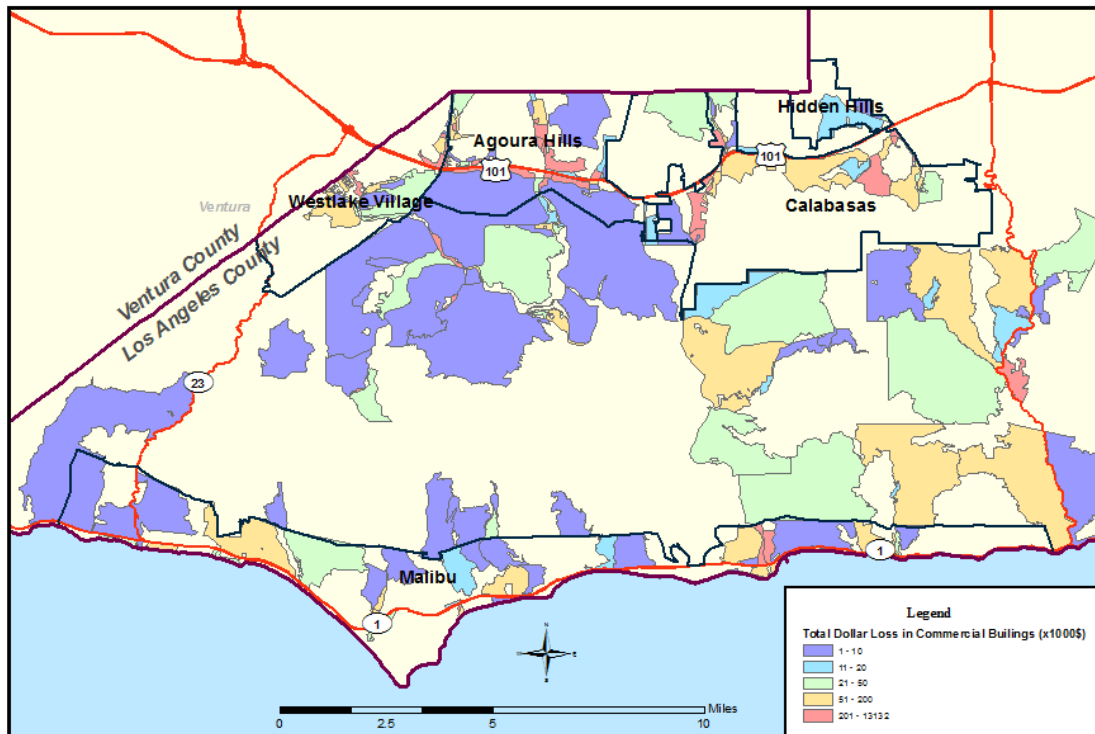 Hidden Hills
Agoura Hills
101
101
Westlake Village
Ventura
Calabasas
Ventura County
Los Angeles County
23
1
Malibu
1
N
W
E
S
Miles
0
2.5
5
10
Legend
Total Dollar Loss in Commercial Builings (x1000$)
1 - 10
11 - 20
21 - 50
51 - 200
201 - 13132